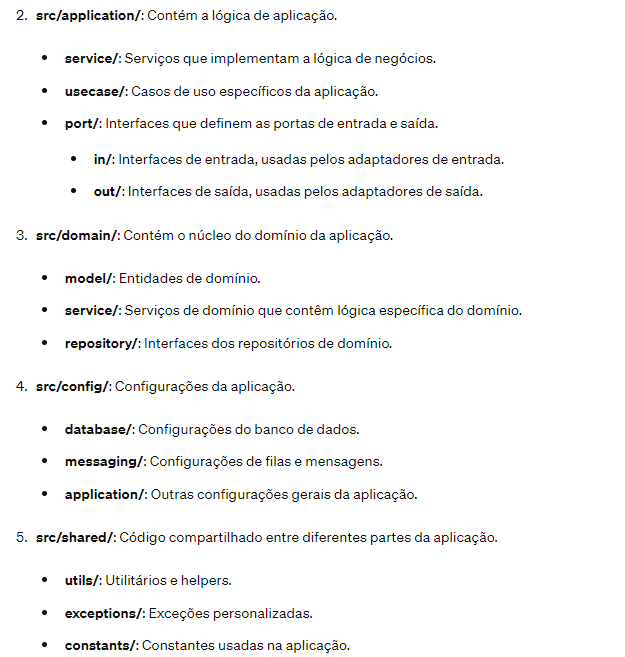 2. src/application/: Contém a lógica de aplicação.
• service/: Serviços que implementam a lógica de negócios.
• usecase/: Casos de uso específicos da aplicação.
• port/: Interfaces que definem as portas de entrada e saída.
• in/: Interfaces de entrada, usadas pelos adaptadores de entrada.
• out/: Interfaces de saída, usadas pelos adaptadores de saída.
3. src/domain/: Contém o núcleo do domínio da aplicação.
• model/: Entidades de domínio.
• service/: Serviços de domínio que contêm lógica específica do domínio.
• repository/: Interfaces dos repositórios de domínio.
4. src/config/: Configurações da aplicação.
• database/: Configurações do banco de dados.
• messaging/: Configurações de filas e mensagens.
• application/: Outras configurações gerais da aplicação.
5. src/shared/: Código compartilhado entre diferentes partes da aplicação.
• utils/: Utilitários e helpers.
• exceptions/: Exceções personalizadas.
• constants/: Constantes usadas na aplicação.